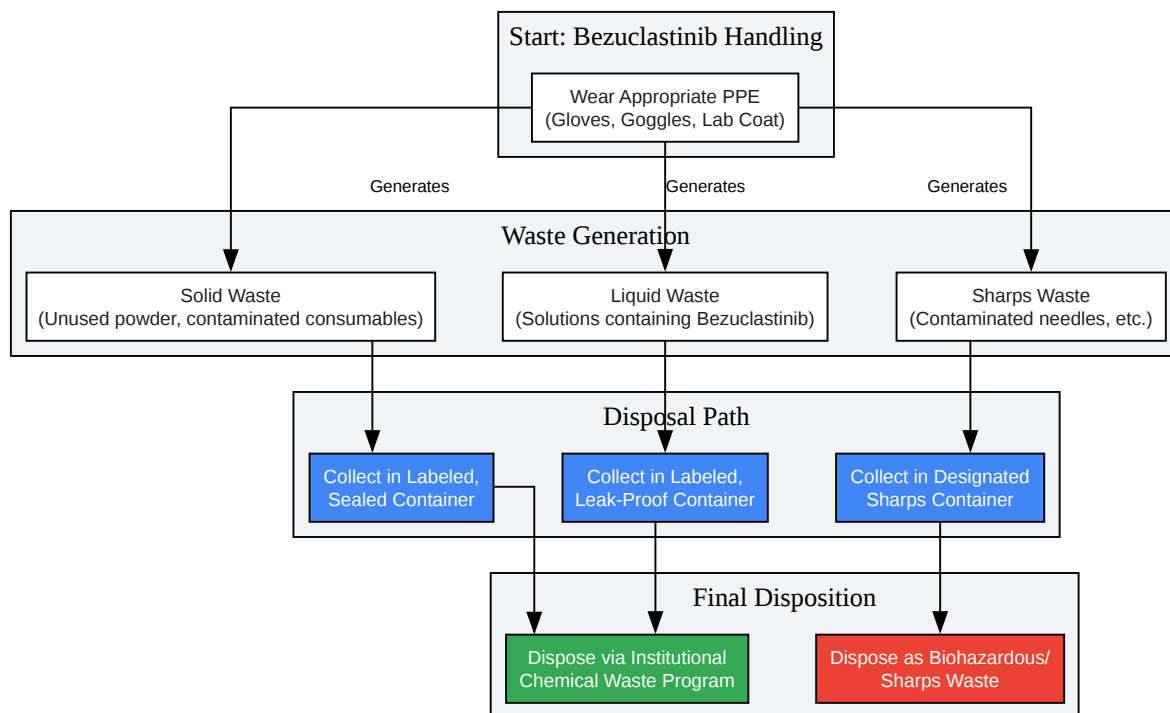 Start: Bezuclastinib Handling
Wear Appropriate PPE
(Gloves, Goggles, Lab Coat)
Generates
Generates
Generates
Waste Generation
Solid Waste
(Unused powder, contaminated consumables)
Liquid Waste
(Solutions containing Bezuclastinib)
Sharps Waste
(Contaminated needles, etc.)
Disposal Path
Collect in Labeled,
Sealed Container
Collect in Labeled,
Leak-Proof Container
Collect in Designated
Sharps Container
Final Disposition
Dispose via Institutional
Chemical Waste Program
Dispose as Biohazardous/
Sharps Waste